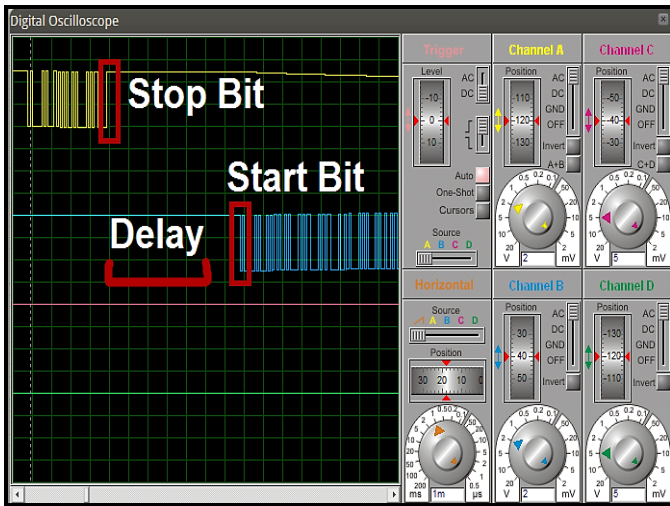 Digital Oscilloscope
Stop Bit
Start Bit
Delay
Trigger
Level
-10
0
10
AC
DC
Auto
One-Shot
Cursors
Source
A B C D
Channel A
Position
110
120
130
AC
DC
GND
OFF
Invert
A+B
V 2 mV
Channel C
Position
-50
-40
-30
AC
DC
GND
OFF
Invert
C+D
V 5 mV
Horizontal
Source
A B C D
Position
30 20 10 0
200 0.5
ms 1m µs
Channel B
Position
30
40
50
AC
DC
GND
OFF
Invert
V 2 mV
Channel D
Position
-130
-120
-110
AC
DC
GND
OFF
Invert
V 5 mV